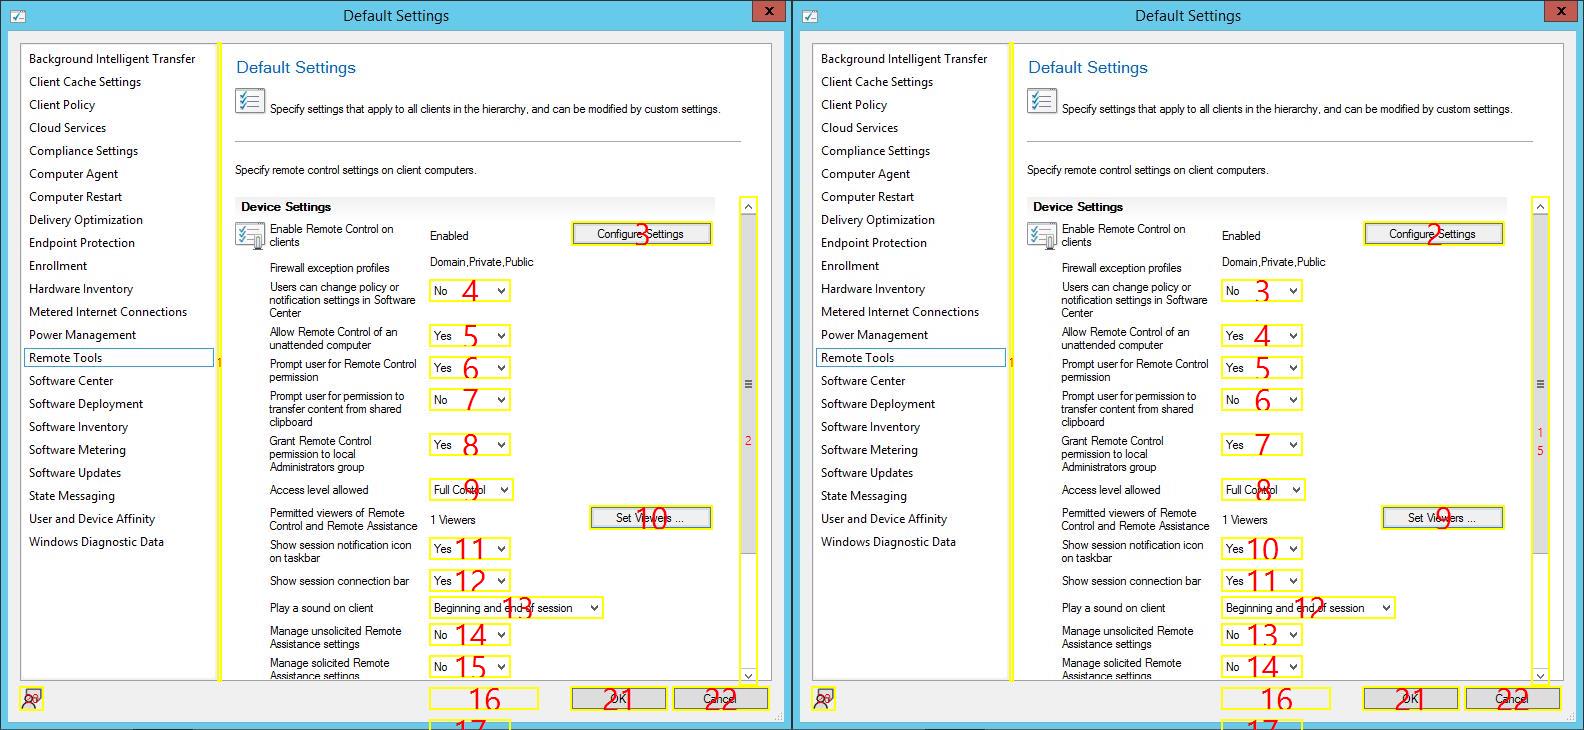 Default Settings
x
Background Intelligent Transfer
Client Cache Settings
Client Policy
Cloud Services
Compliance Settings
Computer Agent
Computer Restart
Delivery Optimization
Endpoint Protection
Enrollment
Hardware Inventory
Metered Internet Connections
Power Management
Remote Tools
Software Center
Software Deployment
Software Inventory
Software Metering
Software Updates
State Messaging
User and Device Affinity
Windows Diagnostic Data
1
Default Settings
Specify settings that apply to all clients in the hierarchy, and can be modified by custom settings.
Specify remote control settings on client computers.
Device Settings
Enable Remote Control on
clients
Enabled
Configure Settings
3
Firewall exception profiles
Domain,Private,Public
Users can change policy or
notification settings in Software
Center
No 4
Allow Remote Control of an
unattended computer
Yes 5
Prompt user for Remote Control
permission
Yes 6
Prompt user for permission to
transfer content from shared
clipboard
No 7
Grant Remote Control
permission to local
Administrators group
Yes 8
2
Access level allowed
Full Control
9
Permitted viewers of Remote
Control and Remote Assistance
1 Viewers
Set Viewers ...
10
Show session notification icon
on taskbar
Yes 11
Show session connection bar
Yes 12
Play a sound on client
Beginning and end of session
13
Manage unsolicited Remote
Assistance settings
No 14
Manage solicited Remote
Assistance settings
No 15
16
17
OK
21
Cancel
22
Default Settings
x
Background Intelligent Transfer
Client Cache Settings
Client Policy
Cloud Services
Compliance Settings
Computer Agent
Computer Restart
Delivery Optimization
Endpoint Protection
Enrollment
Hardware Inventory
Metered Internet Connections
Power Management
Remote Tools
Software Center
Software Deployment
Software Inventory
Software Metering
Software Updates
State Messaging
User and Device Affinity
Windows Diagnostic Data
1
Default Settings
Specify settings that apply to all clients in the hierarchy, and can be modified by custom settings.
Specify remote control settings on client computers.
Device Settings
Enable Remote Control on
clients
Enabled
Configure Settings
2
Firewall exception profiles
Domain,Private,Public
Users can change policy or
notification settings in Software
Center
No 3
Allow Remote Control of an
unattended computer
Yes 4
Prompt user for Remote Control
permission
Yes 5
Prompt user for permission to
transfer content from shared
clipboard
No 6
Grant Remote Control
permission to local
Administrators group
Yes 7
1
5
Access level allowed
Full Control
8
Permitted viewers of Remote
Control and Remote Assistance
1 Viewers
Set Viewers ...
9
Show session notification icon
on taskbar
Yes 10
Show session connection bar
Yes 11
Play a sound on client
Beginning and end of session
12
Manage unsolicited Remote
Assistance settings
No 13
Manage solicited Remote
Assistance settings
No 14
16
17
OK
21
Cancel
22